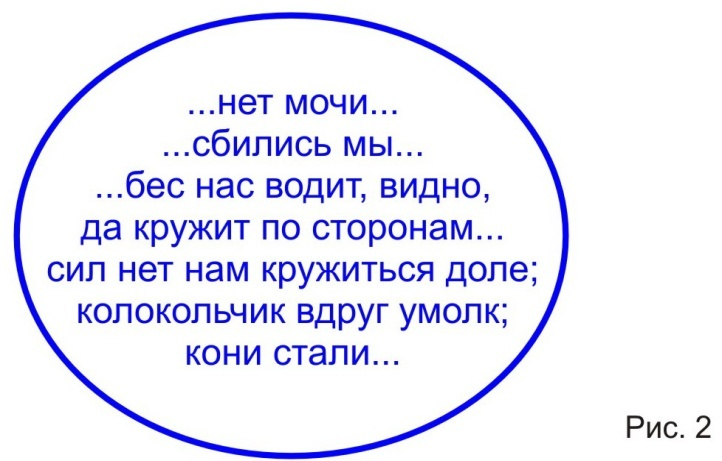 ...нет мочи...
...сбились мы...
...бес нас водит, видно,
да кружит по сторонам...
сил нет нам кружиться доле;
колокольчик вдруг умолк;
кони стали...
Рис. 2